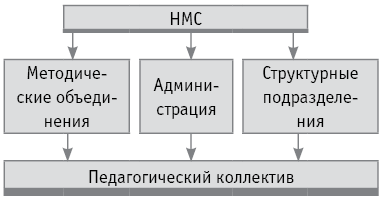 НМС
Методиче-
ские объеди-
нения
Админи-
страция
Структурные
подразделе-
ния
Педагогический коллектив